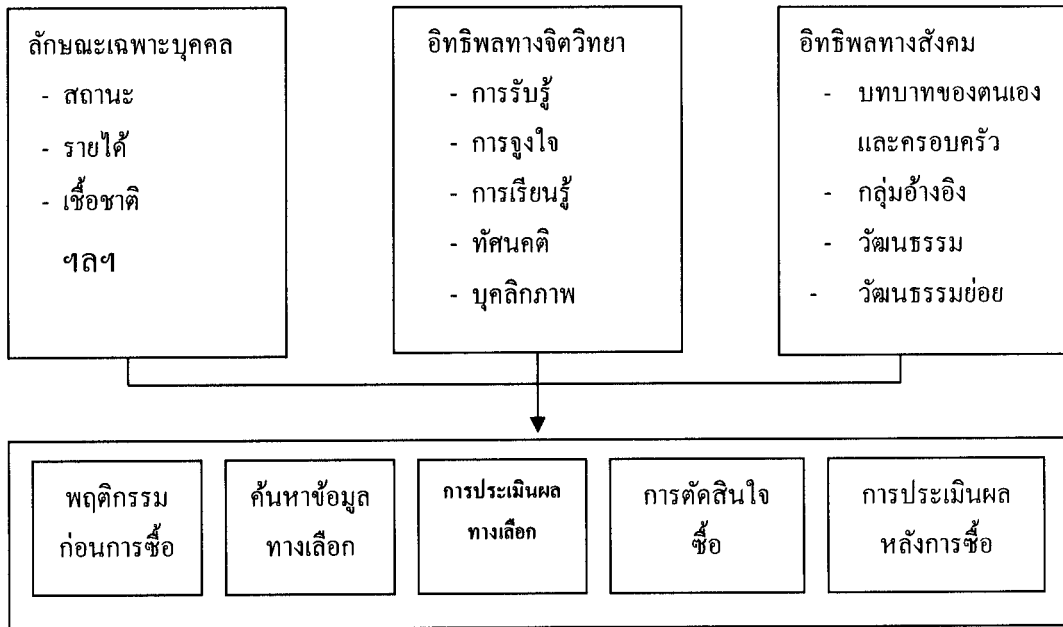 ลักษณะเฉพาะบุคคล
- สถานะ
- รายได้
- เชื้อชาติ
ฯลฯ
อิทธิพลทางจิตวิทยา
- การรับรู้
- การจูงใจ
- การเรียนรู้
- ทัศนคติ
- บุคลิกภาพ
อิทธิพลทางสังคม
- บทบาทของตนเอง
และครอบครัว
- กลุ่มอ้างอิง
- วัฒนธรรม
- วัฒนธรรมย่อย
พฤติกรรม
ก่อนการซื้อ
ค้นหาข้อมูล
ทางเลือก
การประเมินผล
ทางเลือก
การตัดสินใจ
ซื้อ
การประเมินผล
หลังการซื้อ